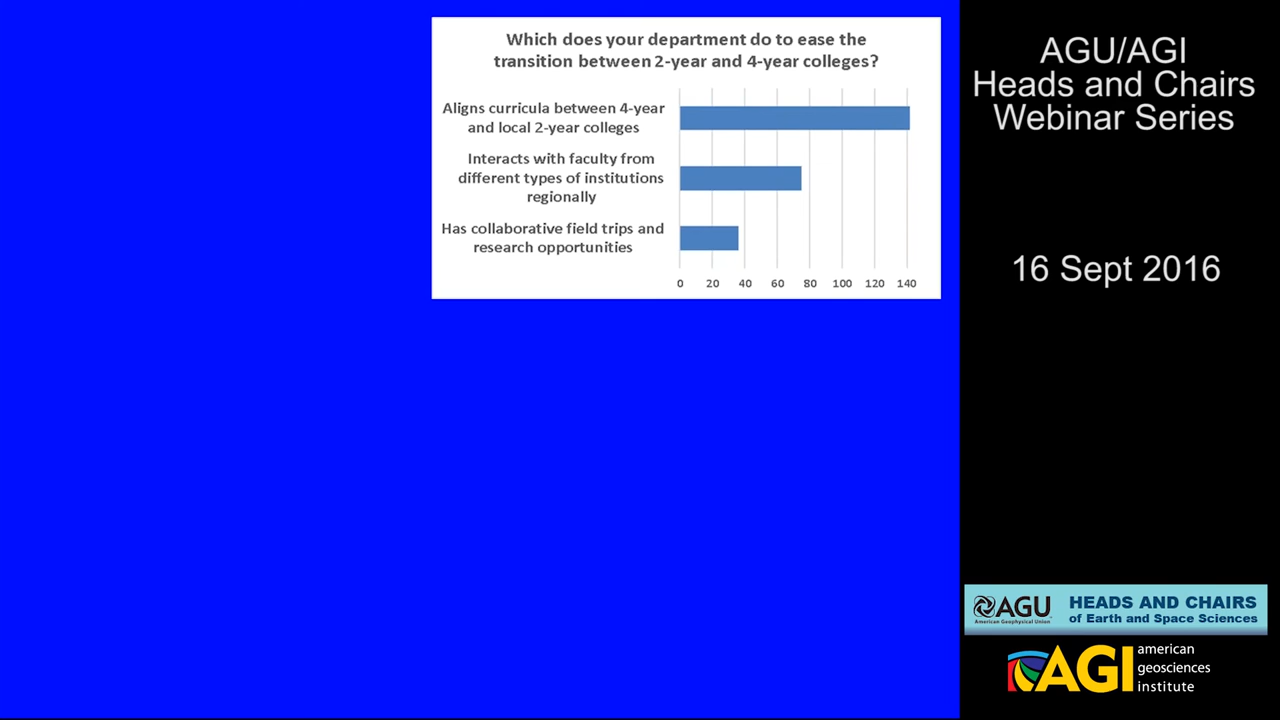 Which does your department do to ease the
transition between 2-year and 4-year colleges?
Aligns curricula between 4-year
and local 2-year colleges
Interacts with faculty from
different types of institutions
regionally
Has collaborative field trips and
research opportunities
0 20 40 60 80 100 120 140
AGU/AGI
Heads and Chairs
Webinar Series
16 Sept 2016
AGU
American Geophysical Union
HEADS AND CHAIRS
of Earth and Space Sciences
AGI
american
geosciences
institute